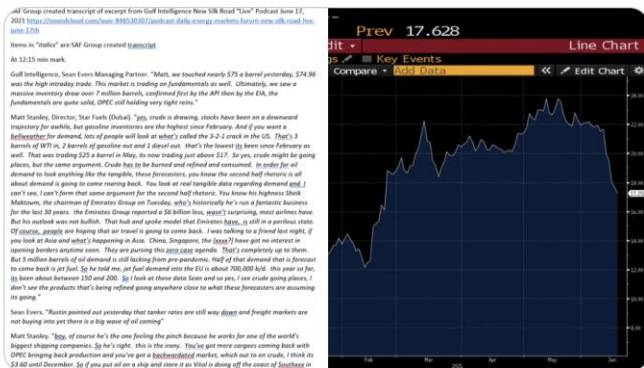 SAF Group created transcript of excerpt from Gulf Intelligence New Silk Road "Live" Podcast June 17,
2021 https://soundcloud.com/user-846530307/podcast-daily-energy-markets-forum-new-silk-road-live-
june-17th
Items in "italics" are SAF Group created transcript
At 12:15 min mark.
Gulf Intelligence, Sean Evers Managing Partner. "Matt, we touched nearly $75 a barrel yesterday, $74.96
was the high intraday trade. This market is trading on fundamentals as well. Ultimately, we saw a
massive inventory draw over 7 million barrels, confirmed first by the API then by the EIA, the
fundamentals are quite solid, OPEC still holding very tight reins."
Matt Stanley, Director, Star Fuels (Dubai). "yes, crude is drawing, stocks have been on a downward
trajectory for awhile, but gasoline inventories are the highest since February. And if you want a
bellweather for demand, lots of people will look at what's called the 3-2-1 crack in the US. That's 3
barrels of WTI in, 2 barrels of gasoline out and 1 diesel out. that's the lowest its been since February as
well. That was trading $25 a barrel in May, its now trading just above $17. So yes, crude might be going
places, but the same argument. Crude has to be burned and refined and consumed. In order for oil
demand to look anything like the tangible, these forecasters, you know the second half rhetoric is all
about demand is going to come roaring back. You look at real tangible data regarding demand and I
can't see, I can't form that same argument for the second half rhetoric. You know his highness Sheik
Maktoum, the chairman of Emirates Group on Tuesday, who's historically he's run a fantastic business
for the last 30 years. the Emirates Group reported a $6 billion loss, wasn't surprising, most airlines have.
But his outlook was not bullish. That hub and spoke model that Emirates have, is still in a perilous state.
Of course, people are hoping that air travel is going to come back. I was talking to a friend last night, if
you look at Asia and what's happening in Asia. China, Singapore, the [xxxx?] have got no interest in
opening borders anytime soon. They are pursuing this zero case agenda. That's completely up to them.
But 5 million barrels of oil demand is still lacking from pre-pandemic. Half of that demand that is forecast
to come back is jet fuel. So he told me, jet fuel demand into the EU is about 700,000 b/d. this year so far,
its been about between 150 and 200. So I look at those data Sean and so yes, I see crude going places, I
don't see the products that's being refined going anywhere close to what these forecasters are assuming
its going."
Sean Evers. "Rustin pointed out yesterday that tanker rates are still way down and freight markets are
not buying into yet there is a big wave of oil coming"
Matt Stanley. "boy, of course he's the one feeling the pinch because he works for one of the world's
biggest shipping companies. So he's right. this is the irony. You've got more cargoes coming back with
OPEC bringing back production and you've got a backwardated market, which out to on crude, I think its
$3.60 until December. So if you put oil on a ship and store it as Vitol is doing off the coast of in
Prev 17.628
dit Line Chart
gs Key Events
Compare Add Data « Edit Chart
24.00
22.00
20.00
18.00
14.00
12.00
10.00
8.00
Feb Mar Apr May Jun
2021